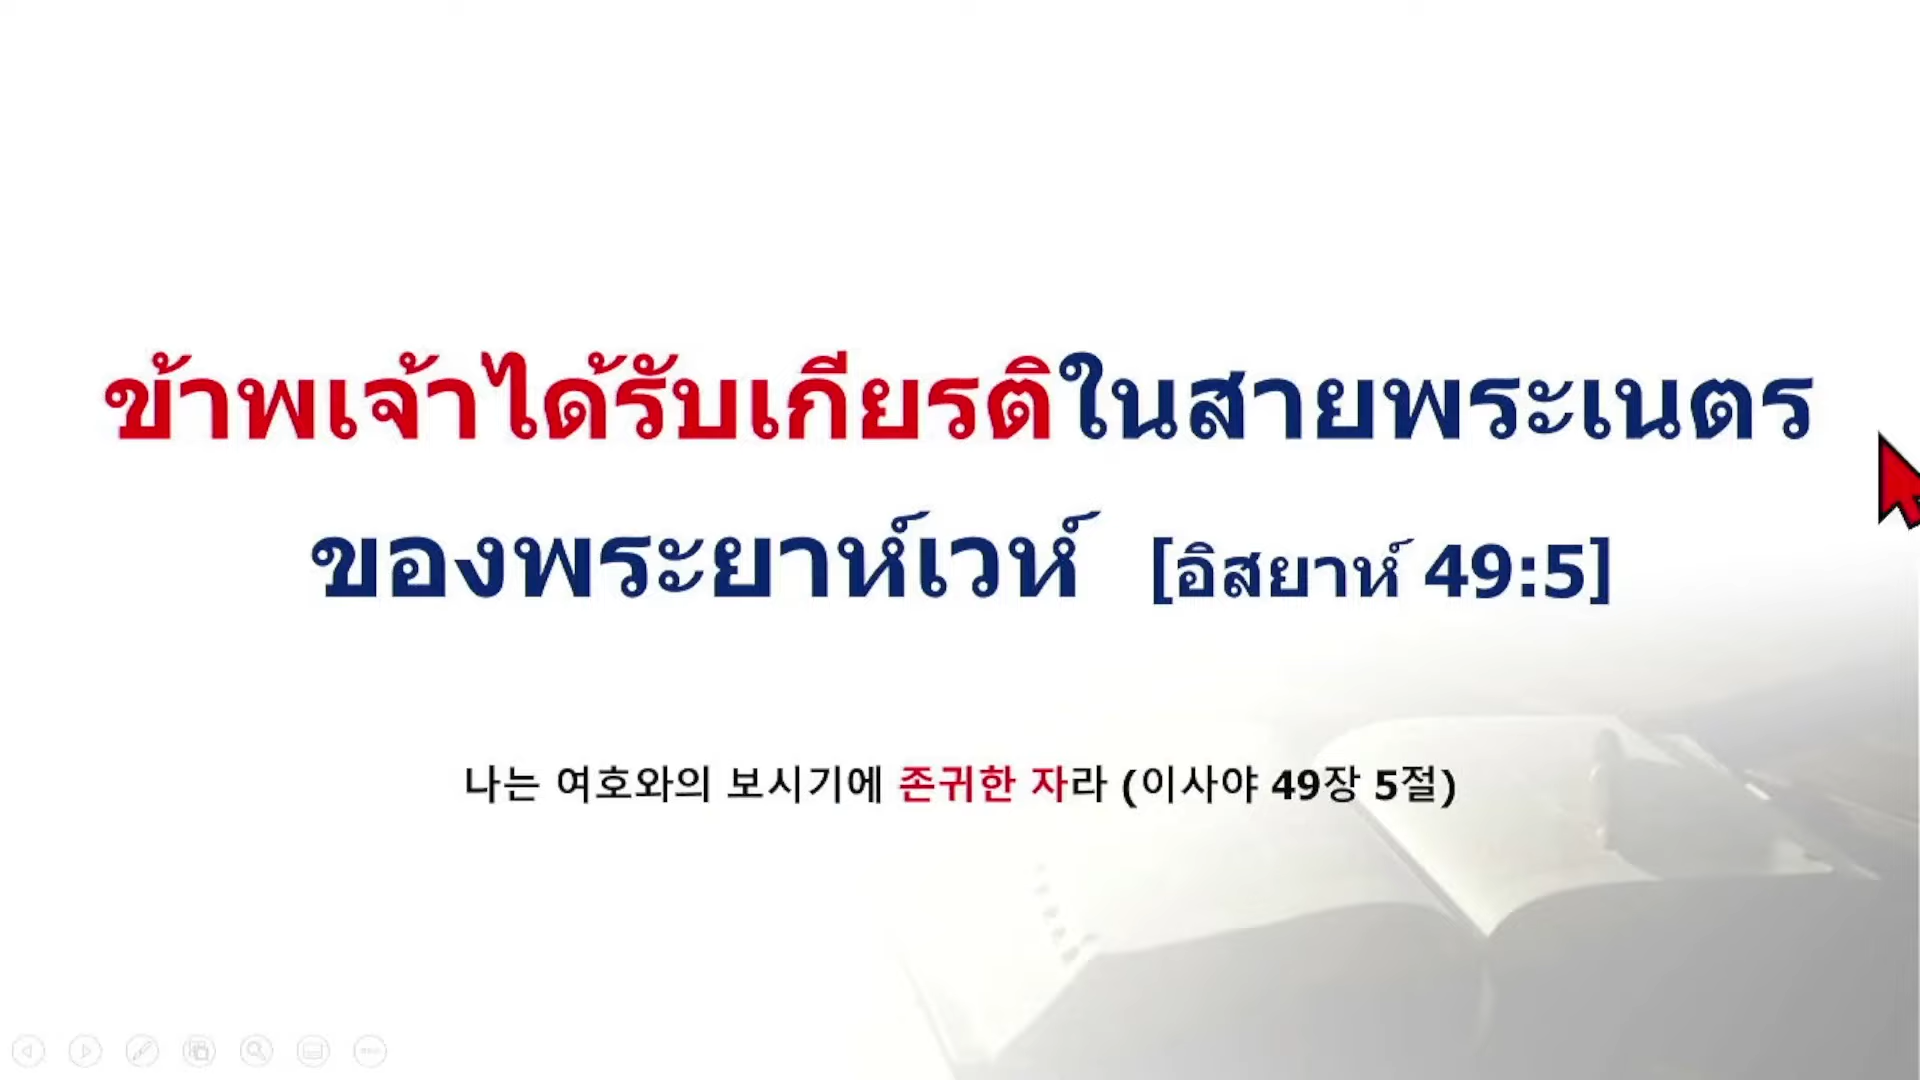 ข้าพเจ้าได้รับเกียรติในสายพระเนตร
ของพระยาห์เวห์ [อิสยาห์ 49:5]
나는 여호와의 보시기에 존귀한 자라 (이사야 49장 5절)